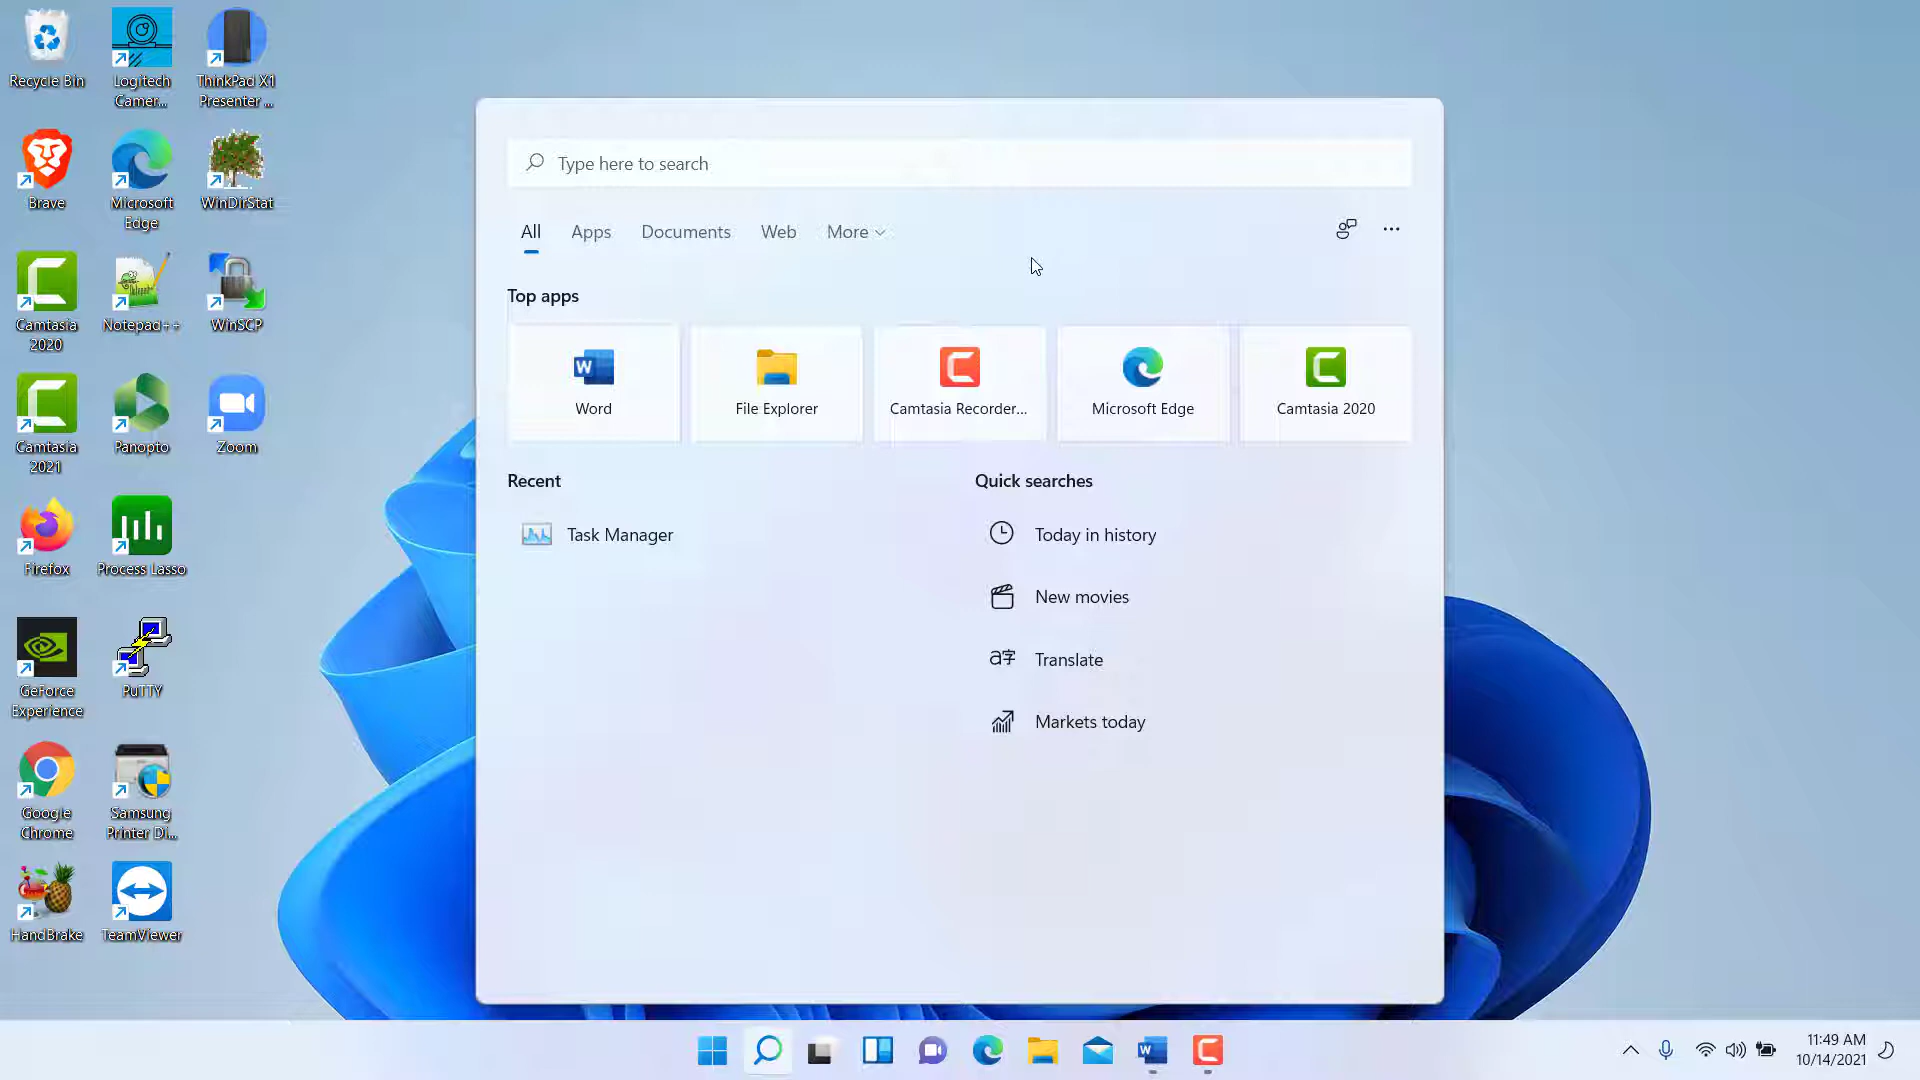 Recycle Bin
Logitech
Camer...
ThinkPad X1
Presenter ...
Brave
Microsoft
Edge
WinDirStat
Camtasia
2020
Notepad++
WinSCP
Camtasia
2021
Panopto
Zoom
Firefox
Process Lasso
GeForce
Experience
PuTTY
Google
Chrome
Samsung
Printer Di...
HandBrake
TeamViewer
Type here to search
All Apps Documents Web More
Top apps
Word
File Explorer
Camtasia Recorder...
Microsoft Edge
Camtasia 2020
Recent
Task Manager
Quick searches
Today in history
New movies
Translate
Markets today
11:49 AM
10/14/2021